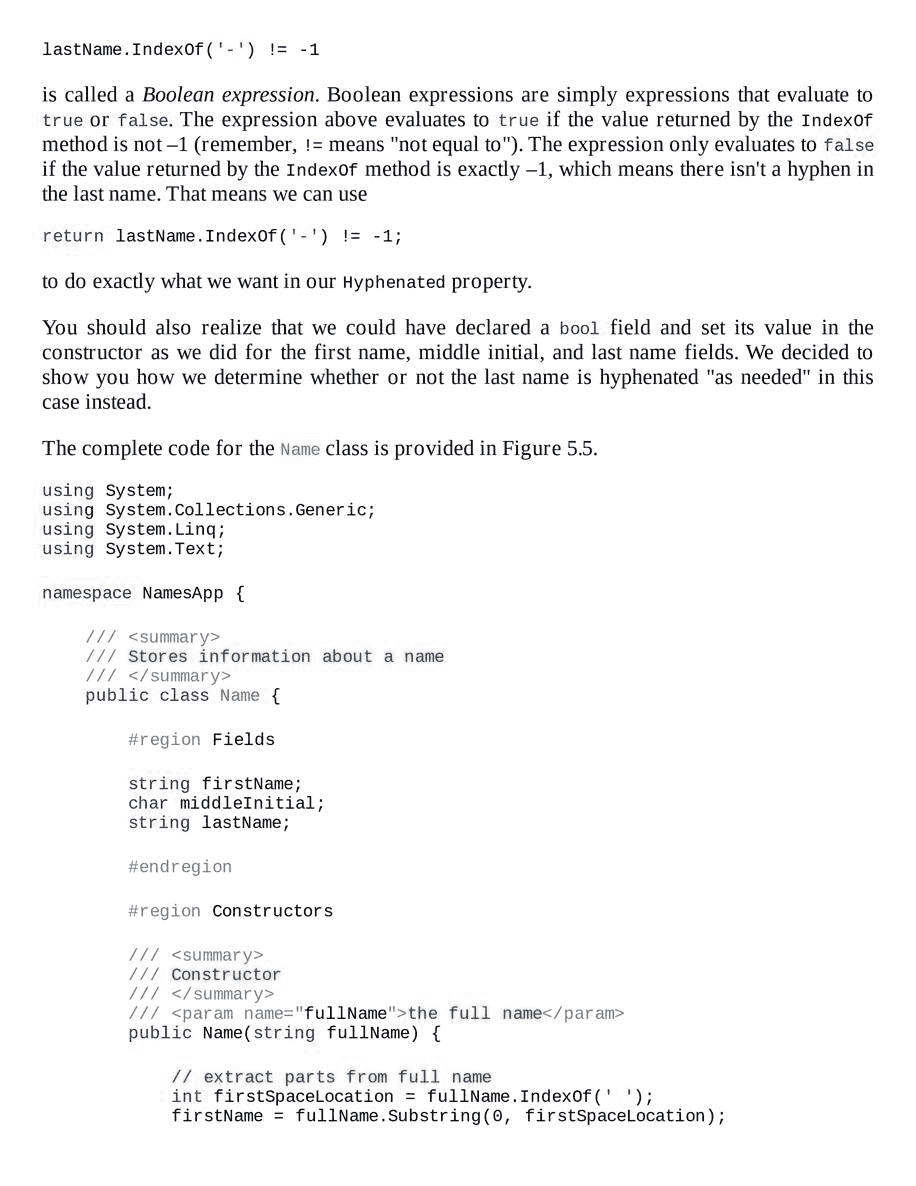 lastName.IndexOf('-') != -1
is called a Boolean expression. Boolean expressions are simply expressions that evaluate to
true or false. The expression above evaluates to true if the value returned by the IndexOf
method is not –1 (remember, != means "not equal to"). The expression only evaluates to false
if the value returned by the IndexOf method is exactly –1, which means there isn't a hyphen in
the last name. That means we can use
return lastName.IndexOf('-') != -1;
to do exactly what we want in our Hyphenated property.
You should also realize that we could have declared a bool field and set its value in the
constructor as we did for the first name, middle initial, and last name fields. We decided to
show you how we determine whether or not the last name is hyphenated "as needed" in this
case instead.
The complete code for the Name class is provided in Figure 5.5.
using System;
using System.Collections.Generic;
using System.Linq;
using System.Text;
namespace NamesApp {
/// <summary>
/// Stores information about a name
/// </summary>
public class Name {
#region Fields
string firstName;
char middleInitial;
string lastName;
#endregion
#region Constructors
/// <summary>
/// Constructor
/// </summary>
/// <param name="fullName">the full name</param>
public Name(string fullName) {
// extract parts from full name
int firstSpaceLocation = fullName.IndexOf(' ');
firstName = fullName.Substring(0, firstSpaceLocation);